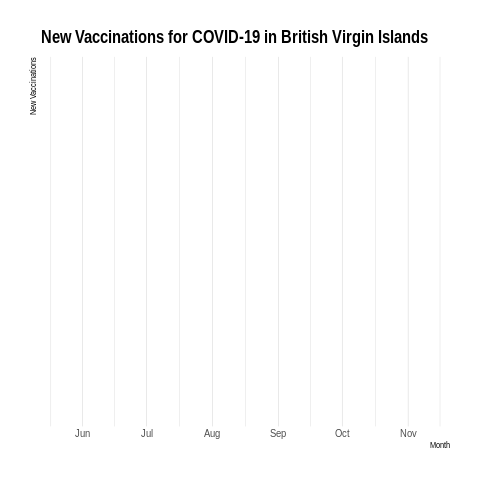 New Vaccinations for COVID-19 in British Virgin Islands
New Vaccinations
Jun Jul Aug Sep Oct Nov
Month